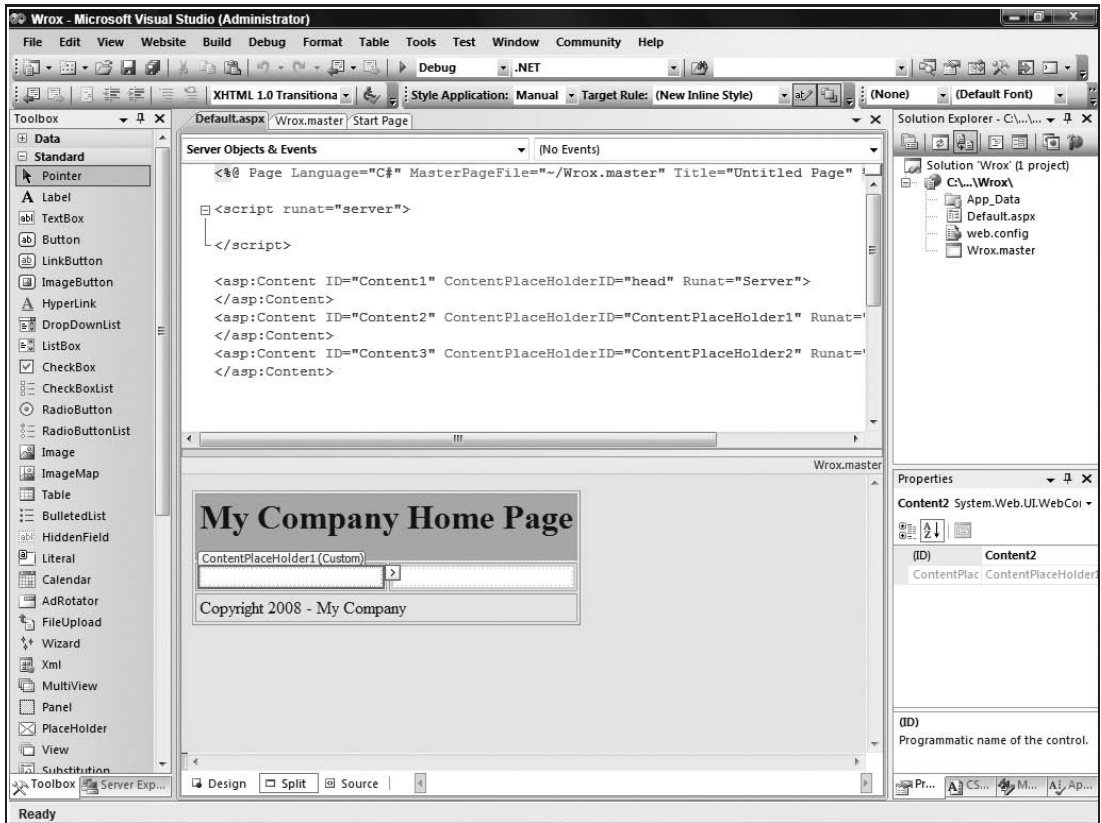 Wrox - Microsoft Visual Studio (Administrator)
File Edit View Website Build Debug Format Table Tools Test Window Community Help
Debug .NET
XHTML 1.0 Transitiona Style Application: Manual Target Rule: (New Inline Style) (None) (Default Font)
Toolbox
Data
Standard
Pointer
A Label
abl TextBox
ab Button
ab LinkButton
ImageButton
A HyperLink
DropDownList
ListBox
CheckBox
CheckBoxList
RadioButton
RadioButtonList
Image
ImageMap
Table
BulletedList
abl HiddenField
Literal
Calendar
AdRotator
FileUpload
Wizard
Xml
MultiView
Panel
PlaceHolder
View
Substitution
Toolbox Server Exp...
Default.aspx Wrox.master Start Page
Server Objects & Events (No Events)
<%@ Page Language="C#" MasterPageFile="~/Wrox.master" Title="Untitled Page"
<script runat="server">
</script>
<asp:Content ID="Content1" ContentPlaceHolderID="head" Runat="Server">
</asp:Content>
<asp:Content ID="Content2" ContentPlaceHolderID="ContentPlaceHolder1" Runat="
</asp:Content>
<asp:Content ID="Content3" ContentPlaceHolderID="ContentPlaceHolder2" Runat="
</asp:Content>
Wrox.master
My Company Home Page
ContentPlaceHolder1 (Custom)
Copyright 2008 - My Company
Design Split Source
Solution Explorer - C:\...\...
Solution 'Wrox' (1 project)
C:\...\Wrox\
App_Data
Default.aspx
web.config
Wrox.master
Properties
Content2 System.Web.UI.WebCo
(ID) Content2
ContentPlac ContentPlaceHolder1
(ID)
Programmatic name of the control.
Pr... CS... M... Ap...
Ready